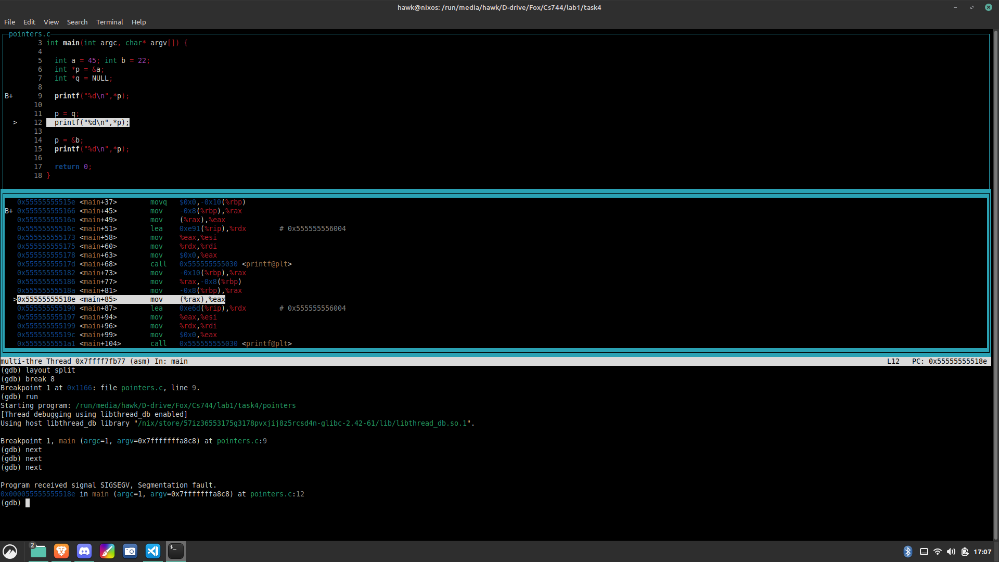 hawk@nixos: /run/media/hawk/D-drive/Fox/Cs744/lab1/task4
File Edit View Search Terminal Help
pointers.c
3 int main(int argc, char* argv[]) {
4
5 int a = 45; int b = 22;
6 int *p = &a;
7 int *q = NULL;
8
B+ 9 printf("%d\n",*p);
10
11 p = q;
> 12 printf("%d\n",*p);
13
14 p = &b;
15 printf("%d\n",*p);
16
17 return 0;
18 }
0x55555555515e <main+37> movq $0x0,-0x10(%rbp)
B+ 0x555555555166 <main+45> mov -0x8(%rbp),%rax
0x55555555516a <main+49> mov (%rax),%eax
0x55555555516c <main+51> lea 0xe91(%rip),%rdx # 0x555555556004
0x555555555173 <main+58> mov %eax,%esi
0x555555555175 <main+60> mov %rdx,%rdi
0x555555555178 <main+63> mov $0x0,%eax
0x55555555517d <main+68> call 0x555555555030 <printf@plt>
0x555555555182 <main+73> mov -0x10(%rbp),%rax
0x555555555186 <main+77> mov %rax,-0x8(%rbp)
0x55555555518a <main+81> mov -0x8(%rbp),%rax
>0x55555555518e <main+85> mov (%rax),%eax
0x555555555190 <main+87> lea 0xe6d(%rip),%rdx # 0x555555556004
0x555555555197 <main+94> mov %eax,%esi
0x555555555199 <main+96> mov %rdx,%rdi
0x55555555519c <main+99> mov $0x0,%eax
0x5555555551a1 <main+104> call 0x555555555030 <printf@plt>
multi-thre Thread 0x7ffff7fb77 (asm) In: main L12 PC: 0x55555555518e
(gdb) layout split
(gdb) break 8
Breakpoint 1 at 0x1166: file pointers.c, line 9.
(gdb) run
Starting program: /run/media/hawk/D-drive/Fox/Cs744/lab1/task4/pointers
[Thread debugging using libthread_db enabled]
Using host libthread_db library "/nix/store/571z36553175g3178pvxjij8z5rcsd4n-glibc-2.42-61/lib/libthread_db.so.1".
Breakpoint 1, main (argc=1, argv=0x7fffffffa8c8) at pointers.c:9
(gdb) next
(gdb) next
(gdb) next
Program received signal SIGSEGV, Segmentation fault.
0x000055555555518e in main (argc=1, argv=0x7fffffffa8c8) at pointers.c:12
(gdb)
2
17:07